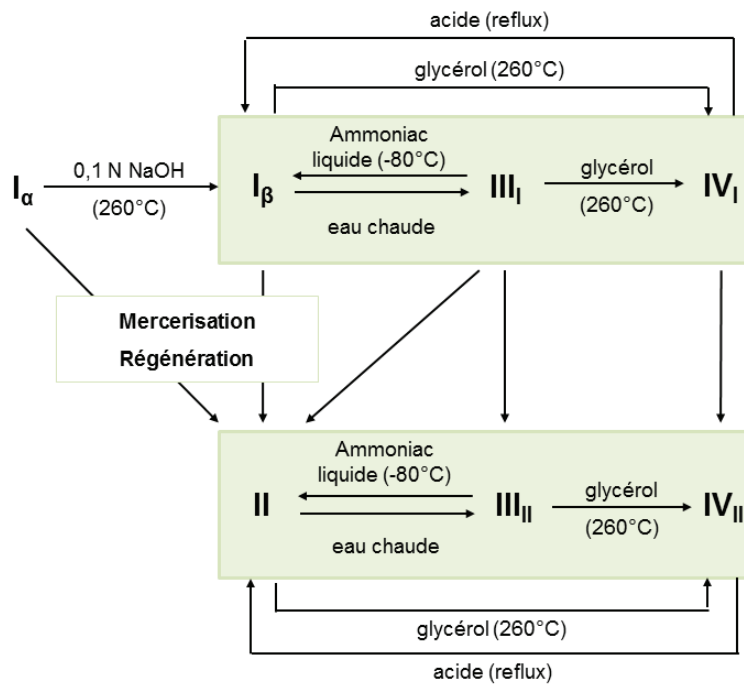 acide (reflux)
glycérol (260°C)
Ammoniac
liquide (-80°C)
0,1 N NaOH
glycérol
Iα
Iβ
IIII
IVI
(260°C)
(260°C)
eau chaude
Mercerisation
Régénération
Ammoniac
liquide (-80°C)
glycérol
II
IIIII
IVII
(260°C)
eau chaude
glycérol (260°C)
acide (reflux)